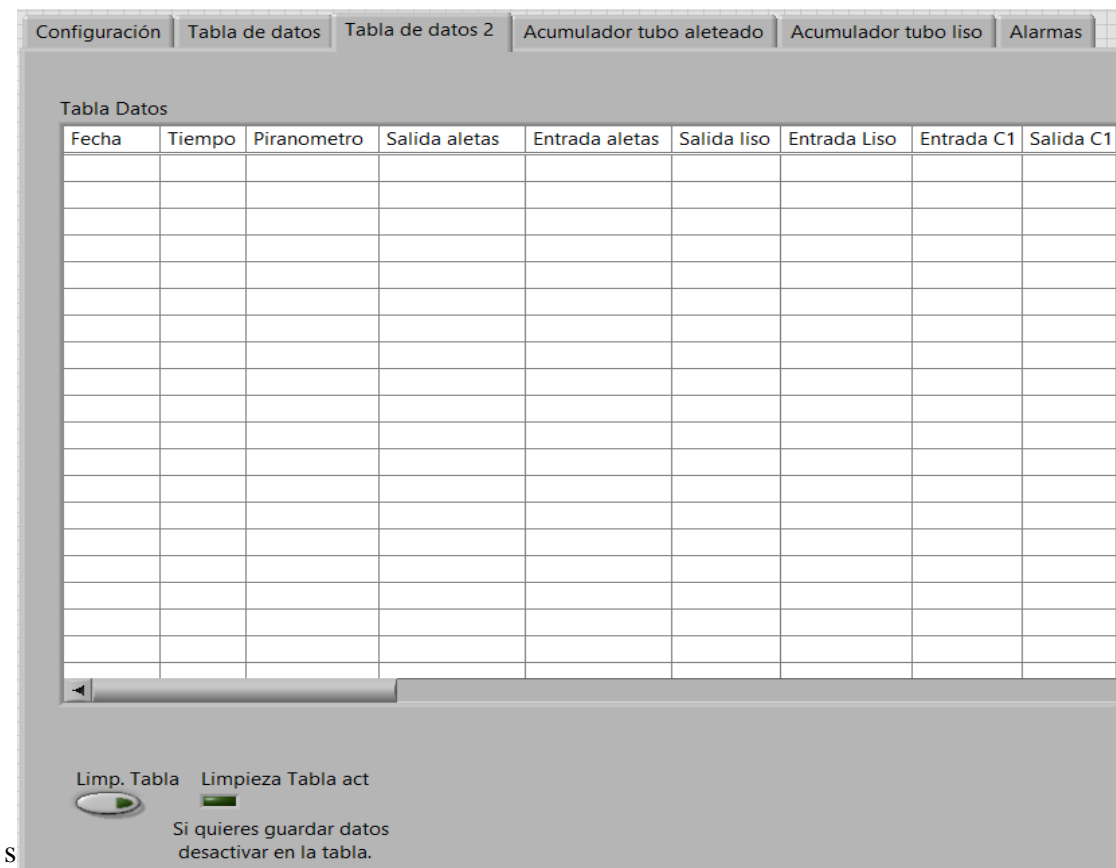 Configuración Tabla de datos Tabla de datos 2 Acumulador tubo aleteado Acumulador tubo liso Alarmas
Tabla Datos
Fecha Tiempo Piranometro Salida aletas Entrada aletas Salida liso Entrada Liso Entrada C1 Salida C1
Limp. Tabla Limpieza Tabla act
Si quieres guardar datos
desactivar en la tabla.
s